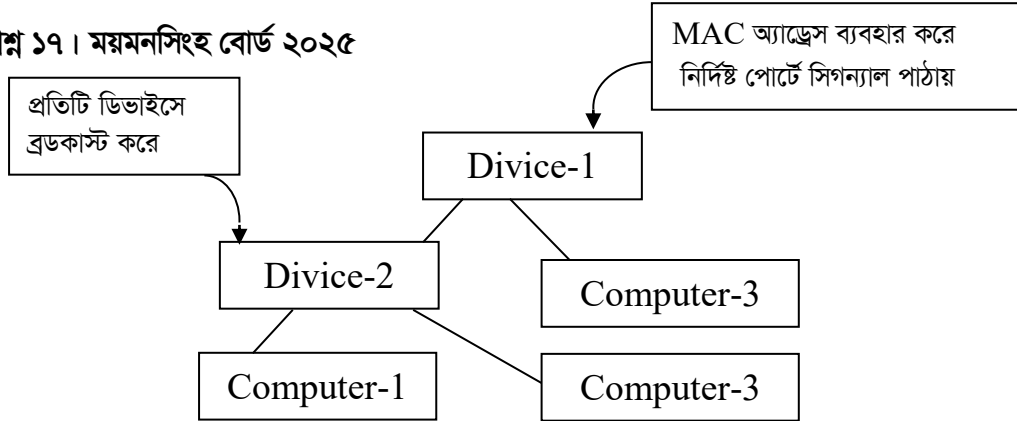 শ্ন ১৭। ময়মনসিংহ বোর্ড ২০২৫
MAC অ্যাড্রেস ব্যবহার করে
নির্দিষ্ট পোর্টে সিগন্যাল পাঠায়
প্রতিটি ডিভাইসে
ব্রডকাস্ট করে
Divice-1
Divice-2
Computer-3
Computer-1
Computer-3